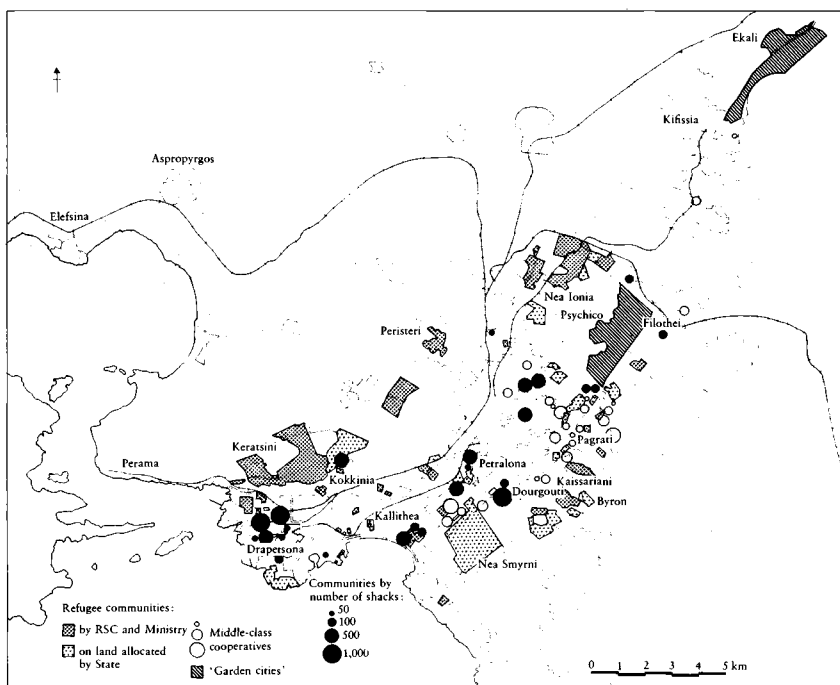 Ekali
Kifissia
Aspropyrgos
Elefsina
Nea Ionia
Psychico
Filothei
Peristeri
Pagrati
Keratsini
Perama
Kokkinia
Petralona
Kaissariani
Dourgouti
Byron
Kallithea
Drapersona
Nea Smyrni
Refugee communities:
by RSC and Ministry
on land allocated
by State
Middle-class
cooperatives
'Garden cities'
Communities by
number of shacks:
50
100
500
1,000
0 1 2 3 4 5 km